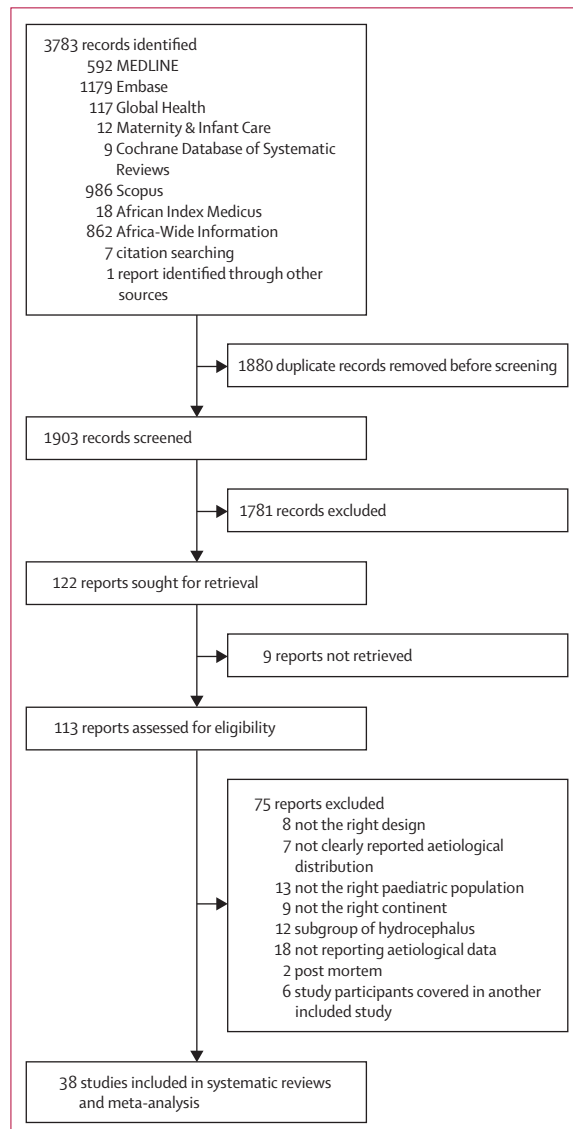 3783 records identified
592 MEDLINE
1179 Embase
117 Global Health
12 Maternity & Infant Care
9 Cochrane Database of Systematic
Reviews
986 Scopus
18 African Index Medicus
862 Africa-Wide Information
7 citation searching
1 report identified through other
sources
1880 duplicate records removed before screening
1903 records screened
1781 records excluded
122 reports sought for retrieval
9 reports not retrieved
113 reports assessed for eligibility
75 reports excluded
8 not the right design
7 not clearly reported aetiological
distribution
13 not the right paediatric population
9 not the right continent
12 subgroup of hydrocephalus
18 not reporting aetiological data
2 post mortem
6 study participants covered in another
included study
38 studies included in systematic reviews
and meta-analysis